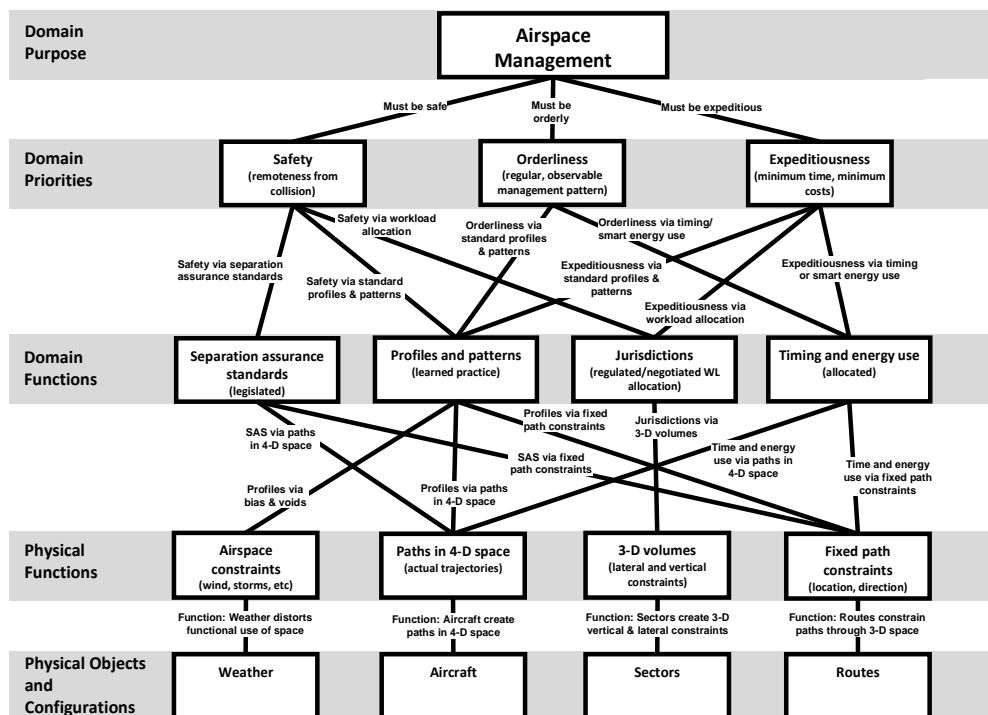 Domain
Purpose
Airspace
Management
Must be safe
Must be
orderly
Must be expeditious
Domain
Priorities
Safety
(remoteness from
collision)
Orderliness
(regular, observable
management pattern)
Expeditiousness
(minimum time, minimum
costs)
Safety via workload
allocation
Orderliness via
standard profiles
& patterns
Orderliness via timing/
smart energy use
Safety via separation
assurance standards
Safety via standard
profiles & patterns
Expeditiousness via
standard profiles &
patterns
Expeditiousness via timing
or smart energy use
Expeditiousness via
workload allocation
Domain
Functions
Separation assurance
standards
(legislated)
Profiles and patterns
(learned practice)
Jurisdictions
(regulated/negotiated WL
allocation)
Timing and energy use
(allocated)
SAS via paths
in 4-D space
Profiles via fixed
path constraints
Jurisdictions via
3-D volumes
SAS via fixed
path constraints
Time and energy
use via paths in
4-D space
Time and energy
use via fixed path
constraints
Profiles via
bias & voids
Profiles via paths
in 4-D space
Physical
Functions
Airspace
constraints
(wind, storms, etc)
Paths in 4-D space
(actual trajectories)
3-D volumes
(lateral and vertical
constraints)
Fixed path
constraints
(location, direction)
Function: Weather distorts
functional use of space
Function: Aircraft create
paths in 4-D space
Function: Sectors create 3-D
vertical & lateral constraints
Function: Routes constrain
paths through 3-D space
Physical Objects
and
Configurations
Weather
Aircraft
Sectors
Routes